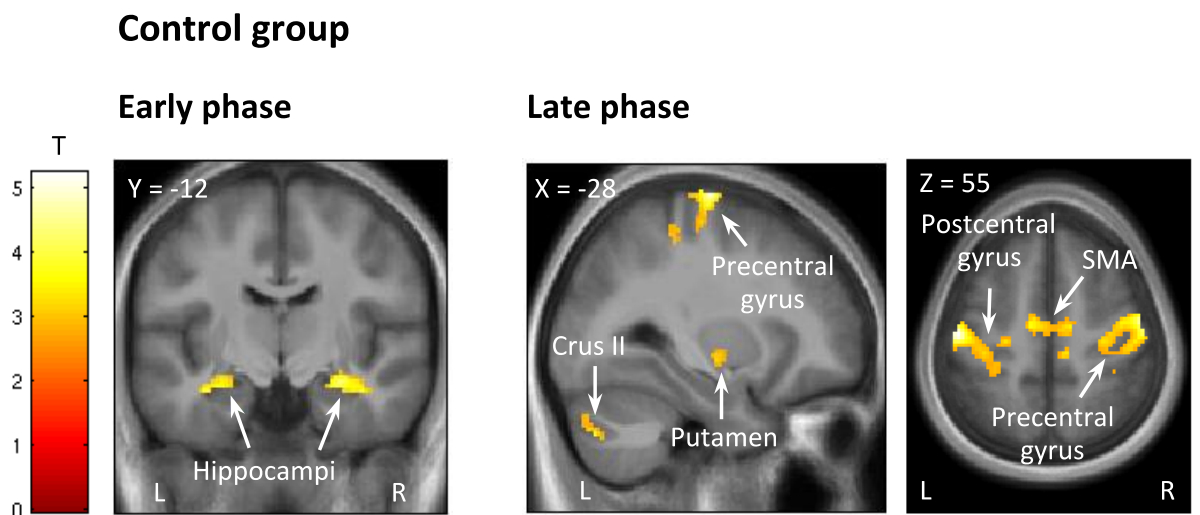 Control group
Early phase
Late phase
T
5
4
3
2
1
0
Y = -12
Hippocampi
L
R
X = -28
Precentral
gyrus
Crus II
Putamen
L
Z = 55
Postcentral
gyrus
SMA
Precentral
gyrus
L
R